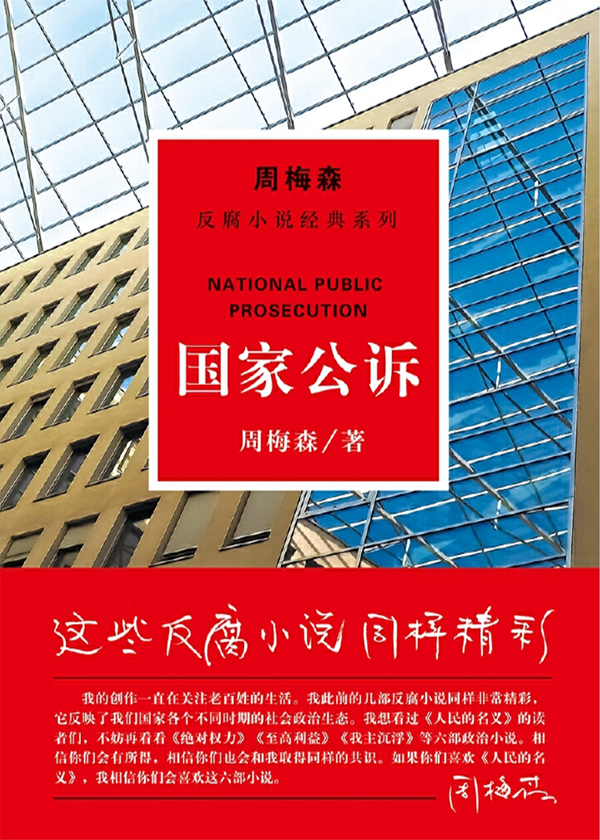 周梅森
反腐小说经典系列
NATIONAL PUBLIC
PROSECUTION
国家公诉
周梅森/著
这些反腐小说同样精彩
我的创作一直在关注老百姓的生活。我此前的几部反腐小说同样非常精彩，
它反映了我们国家各个不同时期的社会政治生态。我想看过《人民的名义》的读
者们，不妨再看看《绝对权力》《至高利益》《我主沉浮》等六部政治小说。相
信你们会有所得，相信你们也会和我取得同样的共识。如果你们喜欢《人民的名
义》，我相信你们会喜欢这六部小说。
周梅森